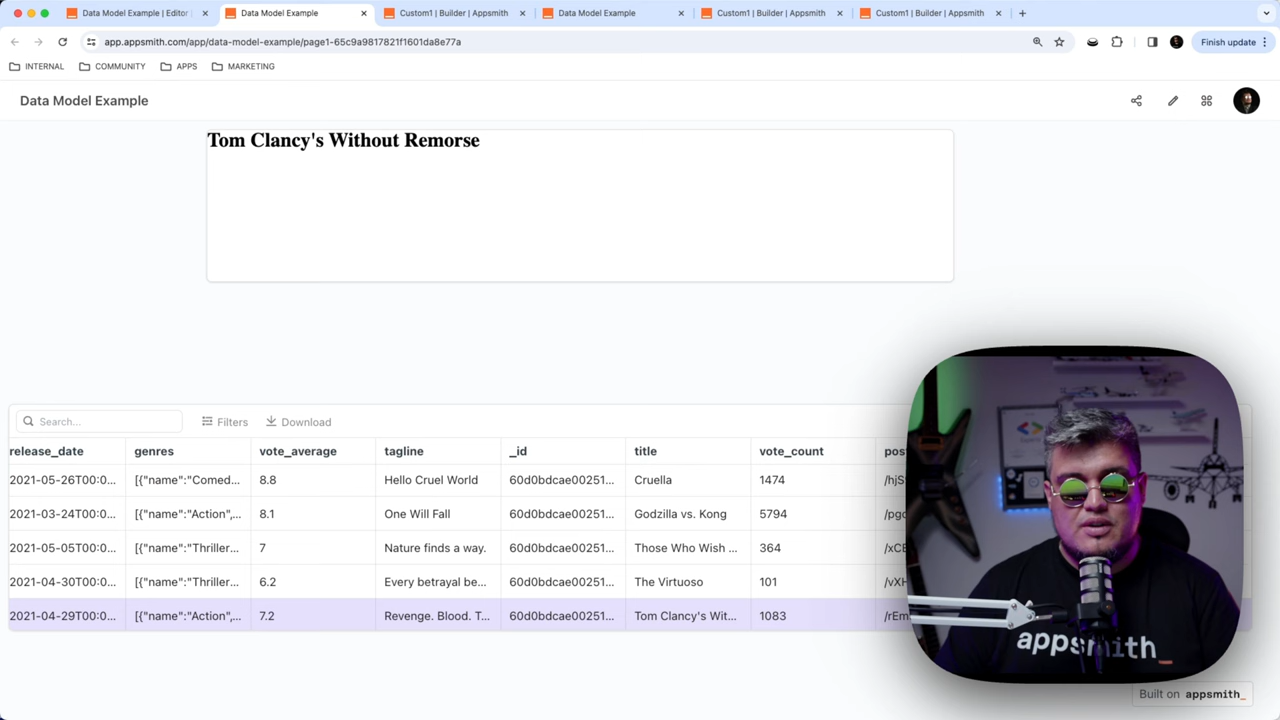 Data Model Example | Editor
Data Model Example
Custom1 | Builder | Appsmith
Data Model Example
Custom1 | Builder | Appsmith
Custom1 | Builder | Appsmith
app.appsmith.com/app/data-model-example/page1-65c9a9817821f1601da8e77a
Finish update
INTERNAL COMMUNITY APPS MARKETING
Data Model Example
Tom Clancy's Without Remorse
Search... Filters Download
release_date genres vote_average tagline _id title vote_count
2021-05-26T00:0... [{"name":"Comed... 8.8 Hello Cruel World 60d0bdcae00251... Cruella 1474
2021-03-24T00:0... [{"name":"Action",... 8.1 One Will Fall 60d0bdcae00251... Godzilla vs. Kong 5794
2021-05-05T00:0... [{"name":"Thriller... 7 Nature finds a way. 60d0bdcae00251... Those Who Wish ... 364
2021-04-30T00:0... [{"name":"Thriller... 6.2 Every betrayal be... 60d0bdcae00251... The Virtuoso 101
2021-04-29T00:0... [{"name":"Action",... 7.2 Revenge. Blood. T... 60d0bdcae00251... Tom Clancy's Wit... 1083
appsmith_
Built on appsmith_